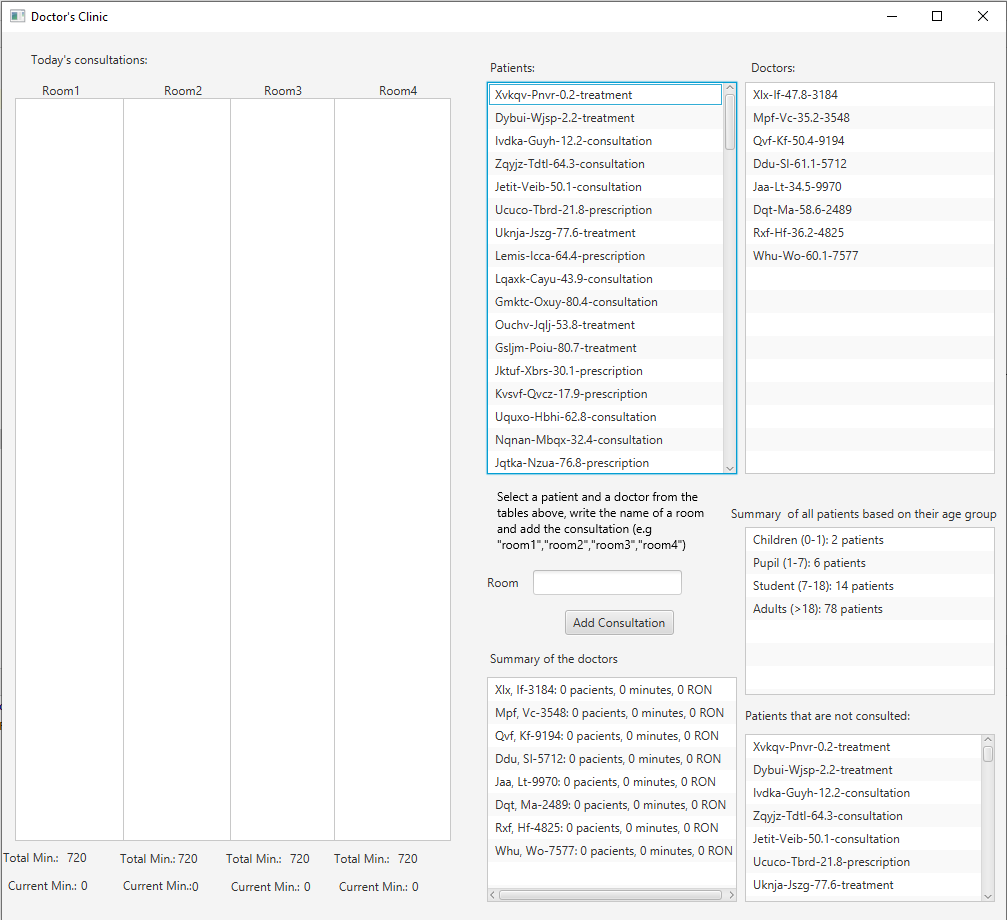 Doctor's Clinic
Today's consultations:
Room1
Room2
Room3
Room4
Total Min.: 720
Total Min.: 720
Total Min.: 720
Total Min.: 720
Current Min.: 0
Current Min.:0
Current Min.: 0
Current Min.: 0
Patients:
Xvkqv-Pnvr-0.2-treatment
Dybui-Wjsp-2.2-treatment
Ivdka-Guyh-12.2-consultation
Zqyjz-Tdtl-64.3-consultation
Jetit-Veib-50.1-consultation
Ucuco-Tbrd-21.8-prescription
Uknja-Jszg-77.6-treatment
Lemis-Icca-64.4-prescription
Lqaxk-Cayu-43.9-consultation
Gmktc-Oxuy-80.4-consultation
Ouchv-Jqlj-53.8-treatment
Gsljm-Poiu-80.7-treatment
Jktuf-Xbrs-30.1-prescription
Kvsvf-Qvcz-17.9-prescription
Uquxo-Hbhi-62.8-consultation
Nqnan-Mbqx-32.4-consultation
Jqtka-Nzua-76.8-prescription
Doctors:
Xlx-If-47.8-3184
Mpf-Vc-35.2-3548
Qvf-Kf-50.4-9194
Ddu-Sl-61.1-5712
Jaa-Lt-34.5-9970
Dqt-Ma-58.6-2489
Rxf-Hf-36.2-4825
Whu-Wo-60.1-7577
Select a patient and a doctor from the
tables above, write the name of a room
and add the consultation (e.g
"room1","room2","room3","room4")
Room
Add Consultation
Summary of all patients based on their age group
Children (0-1): 2 patients
Pupil (1-7): 6 patients
Student (7-18): 14 patients
Adults (>18): 78 patients
Summary of the doctors
Xlx, If-3184: 0 pacients, 0 minutes, 0 RON
Mpf, Vc-3548: 0 pacients, 0 minutes, 0 RON
Qvf, Kf-9194: 0 pacients, 0 minutes, 0 RON
Ddu, Sl-5712: 0 pacients, 0 minutes, 0 RON
Jaa, Lt-9970: 0 pacients, 0 minutes, 0 RON
Dqt, Ma-2489: 0 pacients, 0 minutes, 0 RON
Rxf, Hf-4825: 0 pacients, 0 minutes, 0 RON
Whu, Wo-7577: 0 pacients, 0 minutes, 0 RON
Patients that are not consulted:
Xvkqv-Pnvr-0.2-treatment
Dybui-Wjsp-2.2-treatment
Ivdka-Guyh-12.2-consultation
Zqyjz-Tdtl-64.3-consultation
Jetit-Veib-50.1-consultation
Ucuco-Tbrd-21.8-prescription
Uknja-Jszg-77.6-treatment